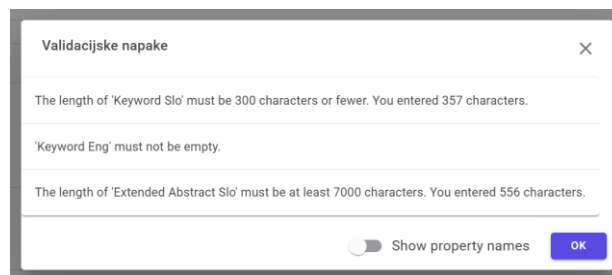 Validacijske napake
The length of 'Keyword Slo' must be 300 characters or fewer. You entered 357 characters.
'Keyword Eng' must not be empty.
The length of 'Extended Abstract Slo' must be at least 7000 characters. You entered 556 characters.
Show property names
OK